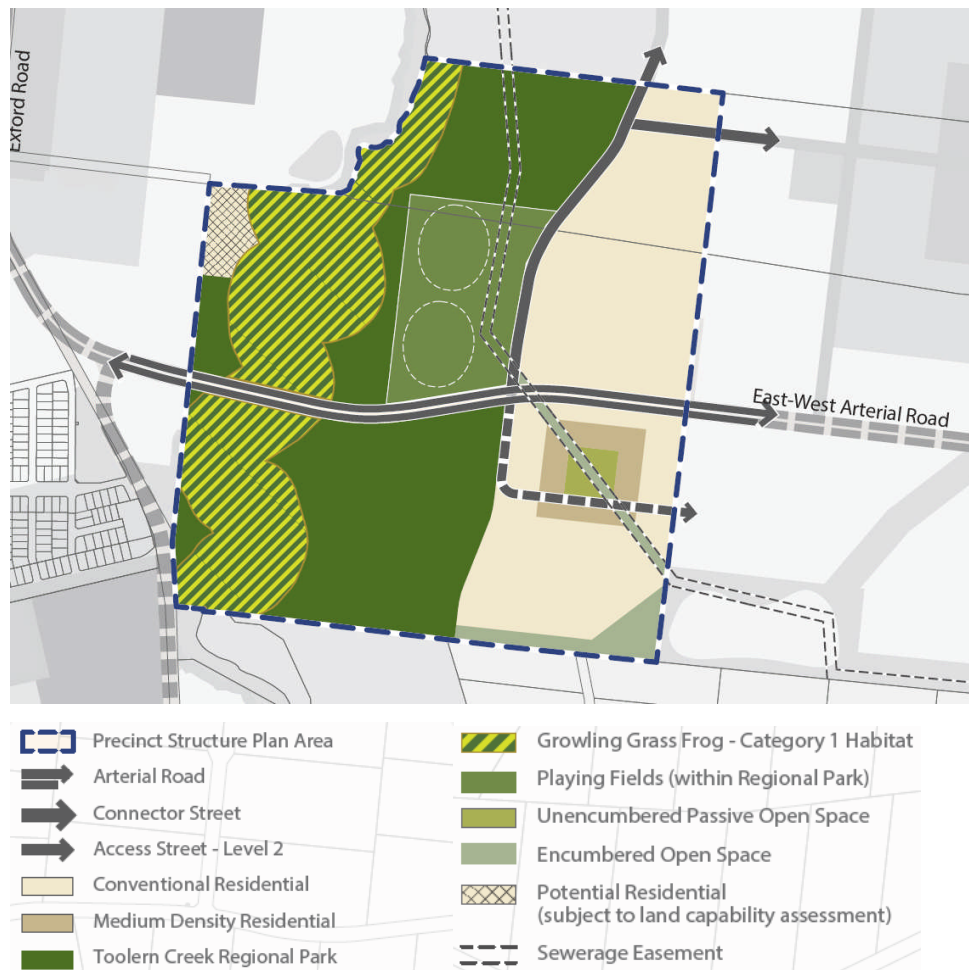 Exford Road
East-West Arterial Road
Precinct Structure Plan Area
Arterial Road
Connector Street
Access Street - Level 2
Conventional Residential
Medium Density Residential
Toolern Creek Regional Park
Growling Grass Frog - Category 1 Habitat
Playing Fields (within Regional Park)
Unencumbered Passive Open Space
Encumbered Open Space
Potential Residential
(subject to land capability assessment)
Sewerage Easement